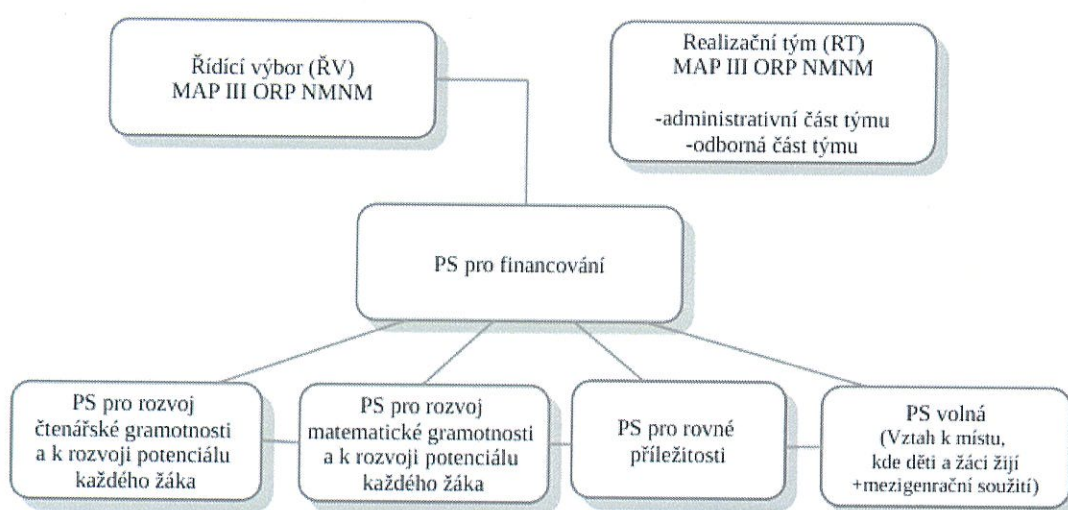 Řídící výbor (ŘV)
MAP III ORP NMNM
Realizační tým (RT)
MAP III ORP NMNM
-administrativní část týmu
-odborná část týmu
PS pro financování
PS pro rozvoj
čtenářské gramotnosti
a k rozvoji potenciálu
každého žáka
PS pro rozvoj
matematické gramotnosti
a k rozvoji potenciálu
každého žáka
PS pro rovné
příležitosti
PS volná
(Vztah k místu,
kde děti a žáci žijí
+mezigenrační soužití)